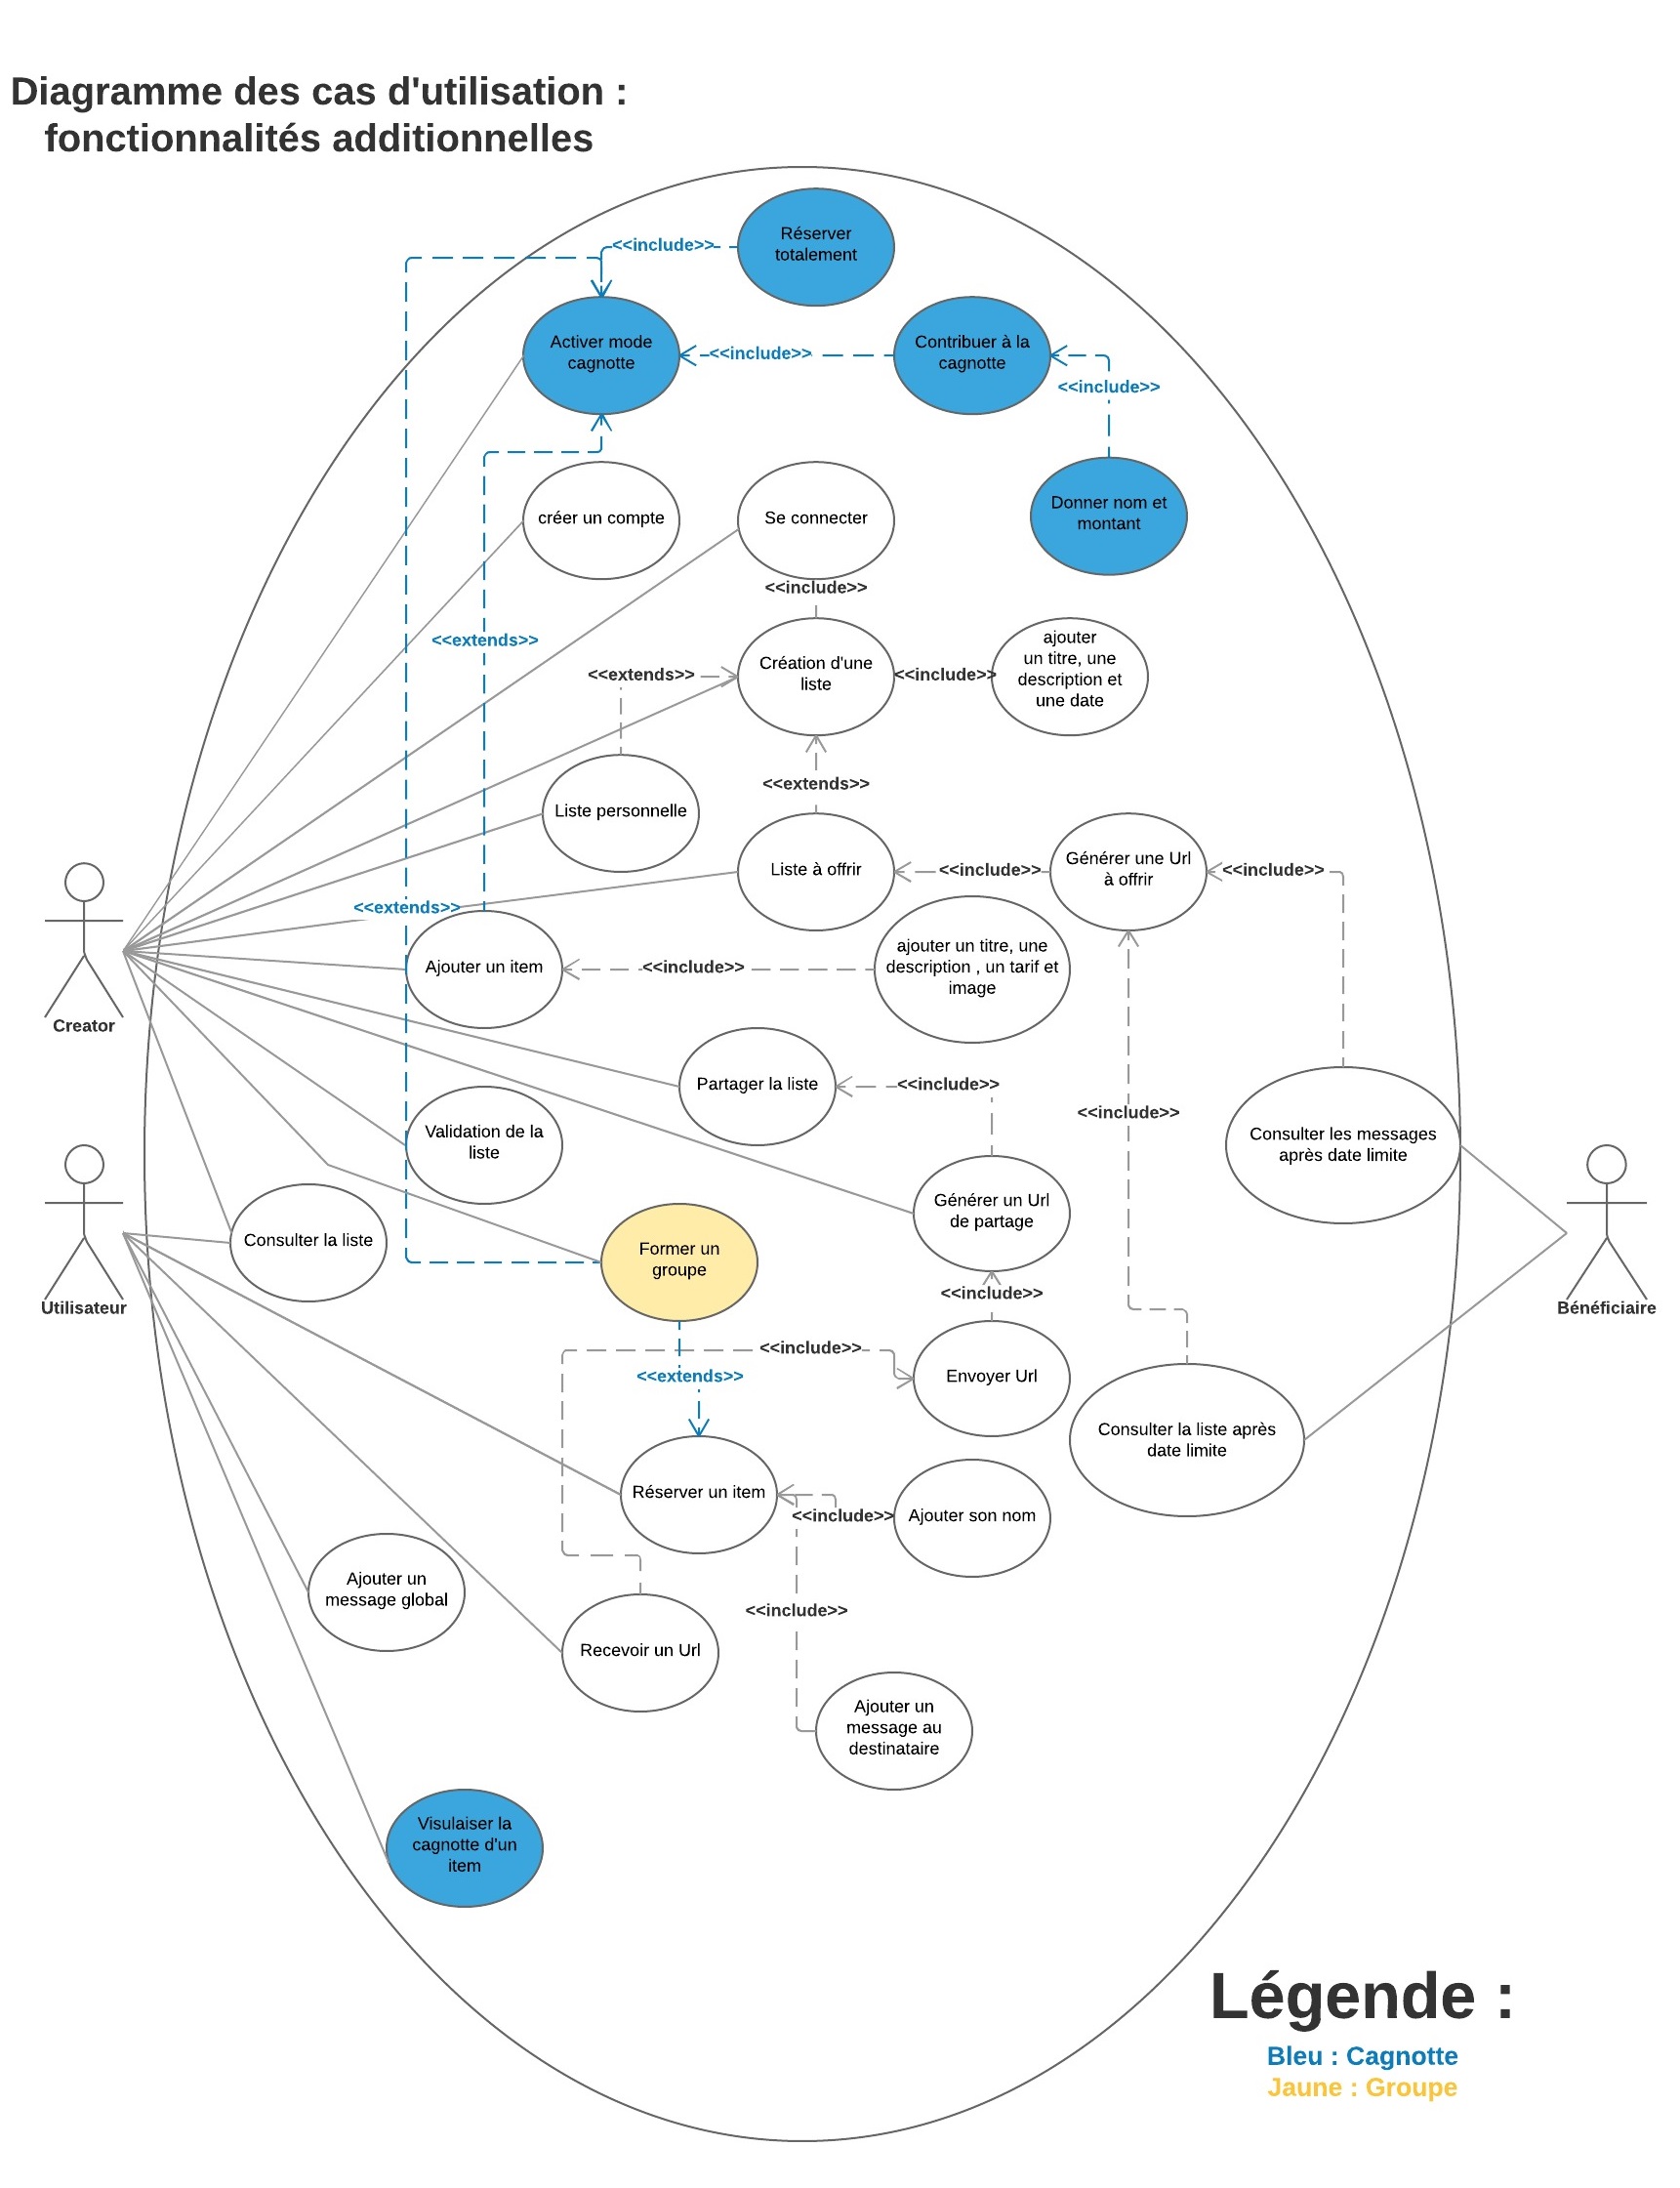 Diagramme des cas d'utilisation :
fonctionnalités additionnelles
Réserver
totalement
<<include>>
Activer mode
cagnotte
<<include>>
Contribuer à la
cagnotte
<<include>>
Donner nom et
montant
créer un compte
Se connecter
<<include>>
<<extends>>
Création d'une
liste
<<include>>
ajouter
un titre, une
description et
une date
<<extends>>
<<extends>>
Liste personnelle
Liste à offrir
<<include>>
Générer une Url
à offrir
<<include>>
<<extends>>
Ajouter un item
<<include>>
ajouter un titre, une
description , un tarif et
image
Creator
Partager la liste
<<include>>
<<include>>
Validation de la
liste
Consulter les messages
après date limite
Générer un Url
de partage
Consulter la liste
Former un
groupe
Utilisateur
Bénéficiaire
<<include>>
<<include>>
<<extends>>
Envoyer Url
Consulter la liste après
date limite
Réserver un item
<<include>>
Ajouter son nom
Ajouter un
message global
<<include>>
Recevoir un Url
Ajouter un
message au
destinataire
Visulaiser la
cagnotte d'un
item
Légende :
Bleu : Cagnotte
Jaune : Groupe